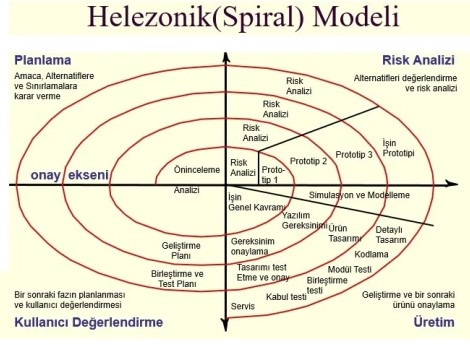 Helezonik(Spiral) Modeli
Planlama
Amaca, Alternatiflere
ve Sınırlamalara
karar verme
Risk Analizi
Alternatifleri değerlendirme
ve risk analizi
Risk
Analizi
Risk
Analizi
Risk
Analizi
Risk
Analizi
onay ekseni
Öninceleme
Analizi
Proto-
tip 1
Prototip 2
Prototip 3
İşin
Prototipi
Simulasyon ve Modelleme
İşin
Genel Kavramı
Yazılım
Gereksinimi
Ürün
Tasarımı
Detaylı
Tasarım
Geliştirme
Planı
Gereksinim
onaylama
Kodlama
Birleştirme ve
Test Planı
Tasarımı test
Etme ve onay
Modül Testi
Birleştirme
testi
Kabul testi
Servis
Bir sonraki fazın planlanması
ve kullanıcı değerlendirmesi
Kullanıcı Değerlendirme
Geliştirme ve bir sonraki
ürünü onaylama
Üretim